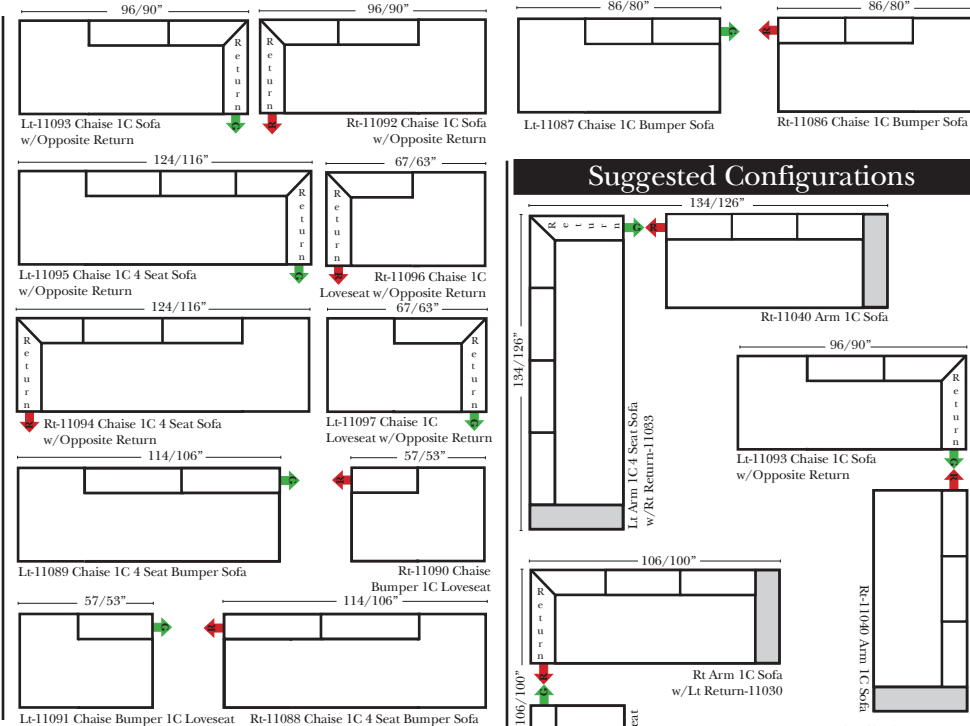 96/90”
Return
G
Lt-11093 Chaise 1C Sofa
w/Opposite Return
96/90”
Return
R
Rt-11092 Chaise 1C Sofa
w/Opposite Return
124/116”
Return
G
Lt-11095 Chaise 1C 4 Seat Sofa
w/Opposite Return
67/63”
Return
R
Rt-11096 Chaise 1C
Loveseat w/Opposite Return
124/116”
Return
R
Rt-11094 Chaise 1C 4 Seat Sofa
w/Opposite Return
67/63”
Return
G
Lt-11097 Chaise 1C
Loveseat w/Opposite Return
114/106”
G
Lt-11089 Chaise 1C 4 Seat Bumper Sofa
57/53”
R
Rt-11090 Chaise
Bumper 1C Loveseat
57/53”
G
Lt-11091 Chaise Bumper 1C Loveseat
114/106”
R
Rt-11088 Chaise 1C 4 Seat Bumper Sofa
86/80”
G
Lt-11087 Chaise 1C Bumper Sofa
86/80”
R
Rt-11086 Chaise 1C Bumper Sofa
Suggested Configurations
134/126”
Return
G
R
Rt-11040 Arm 1C Sofa
134/126”
Lt Arm 1C 4 Seat Sofa
w/Rt Return-11033
96/90”
Return
G
Lt-11093 Chaise 1C Sofa
w/Opposite Return
R
Rt-11040 Arm 1C Sofa
106/100”
Return
R
Rt Arm 1C Sofa
w/Lt Return-11030
G
106/100”